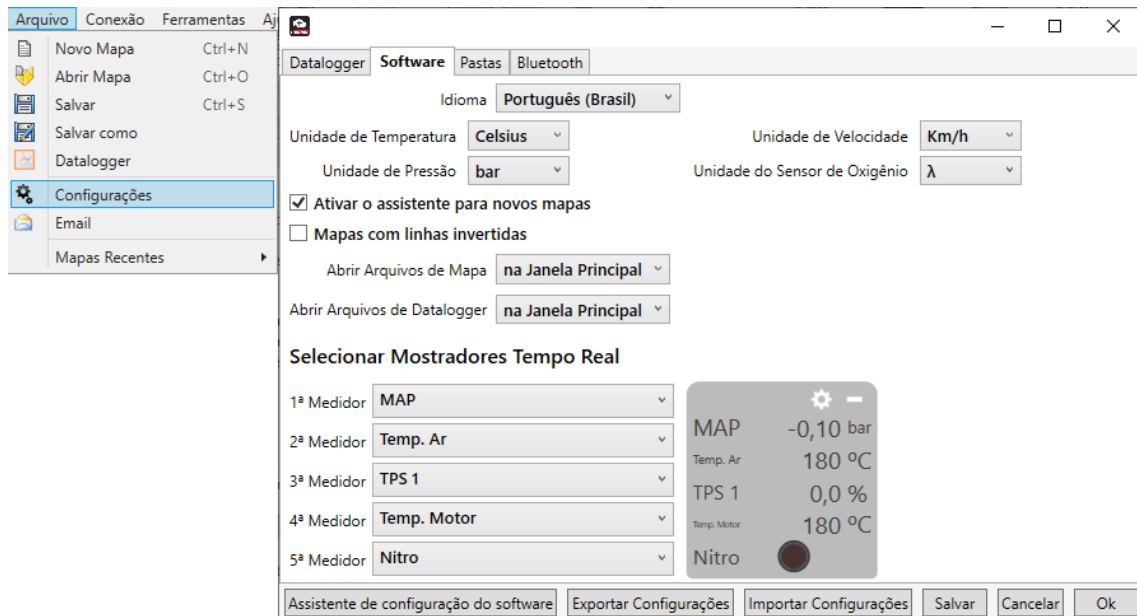 Arquivo Conexão Ferramentas Aj
Novo Mapa Ctrl+N
Abrir Mapa Ctrl+O
Salvar Ctrl+S
Salvar como
Datalogger
Configurações
Email
Mapas Recentes
Datalogger Software Pastas Bluetooth
Idioma Português (Brasil)
Unidade de Temperatura Celsius Unidade de Velocidade Km/h
Unidade de Pressão bar Unidade do Sensor de Oxigênio λ
Ativar o assistente para novos mapas
Mapas com linhas invertidas
Abrir Arquivos de Mapa na Janela Principal
Abrir Arquivos de Datalogger na Janela Principal
Selecionar Mostradores Tempo Real
1ª Medidor MAP
2ª Medidor Temp. Ar
3ª Medidor TPS 1
4ª Medidor Temp. Motor
5ª Medidor Nitro
MAP -0,10 bar
Temp. Ar 180 ºC
TPS 1 0,0 %
Temp. Motor 180 ºC
Nitro
Assistente de configuração do software Exportar Configurações Importar Configurações Salvar Cancelar Ok